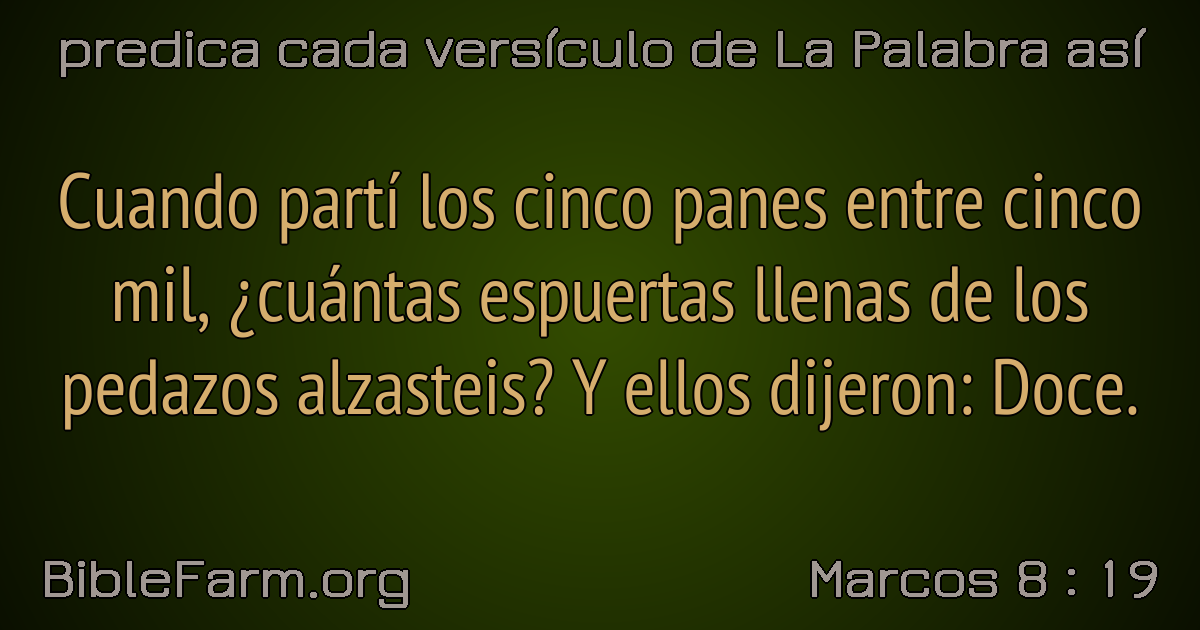 predica cada versículo de La Palabra así
Cuando partí los cinco panes entre cinco
mil, ¿cuántas espuertas llenas de los
pedazos alzasteis? Y ellos dijeron: Doce.
BibleFarm.org
Marcos 8 : 19